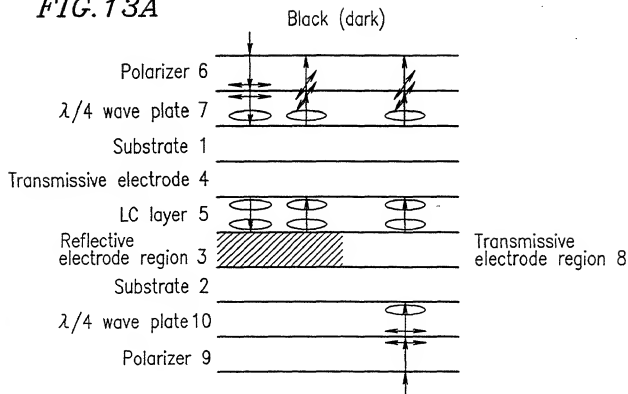 FIG. 13A
Black (dark)
Polarizer 6
λ/4 wave plate 7
Substrate 1
Transmissive electrode 4
LC layer 5
Reflective
electrode region 3
Transmissive
electrode region 8
Substrate 2
λ/4 wave plate 10
Polarizer 9